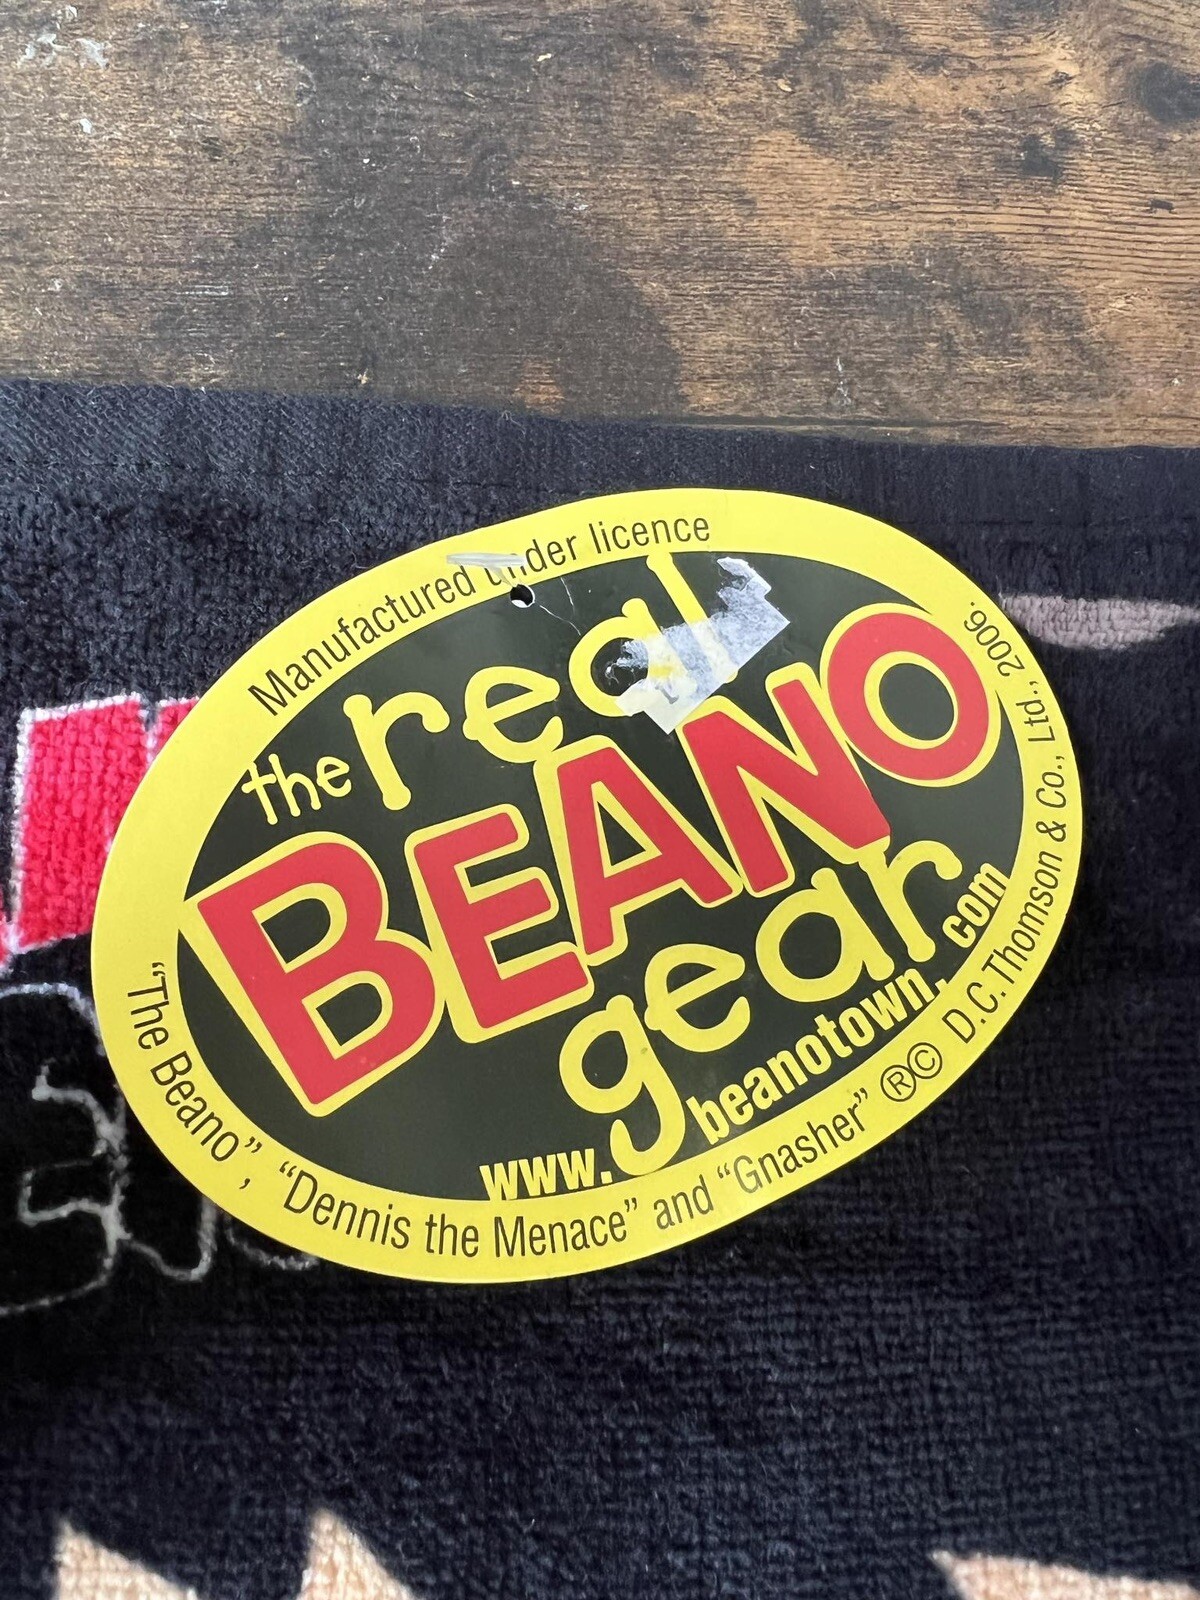 Manufactured under licence
the real
BEANO
gear
www.beanotown.com
"The Beano", "Dennis the Menace" and "Gnasher" ®© D.C. Thomson & Co., Ltd., 2006.